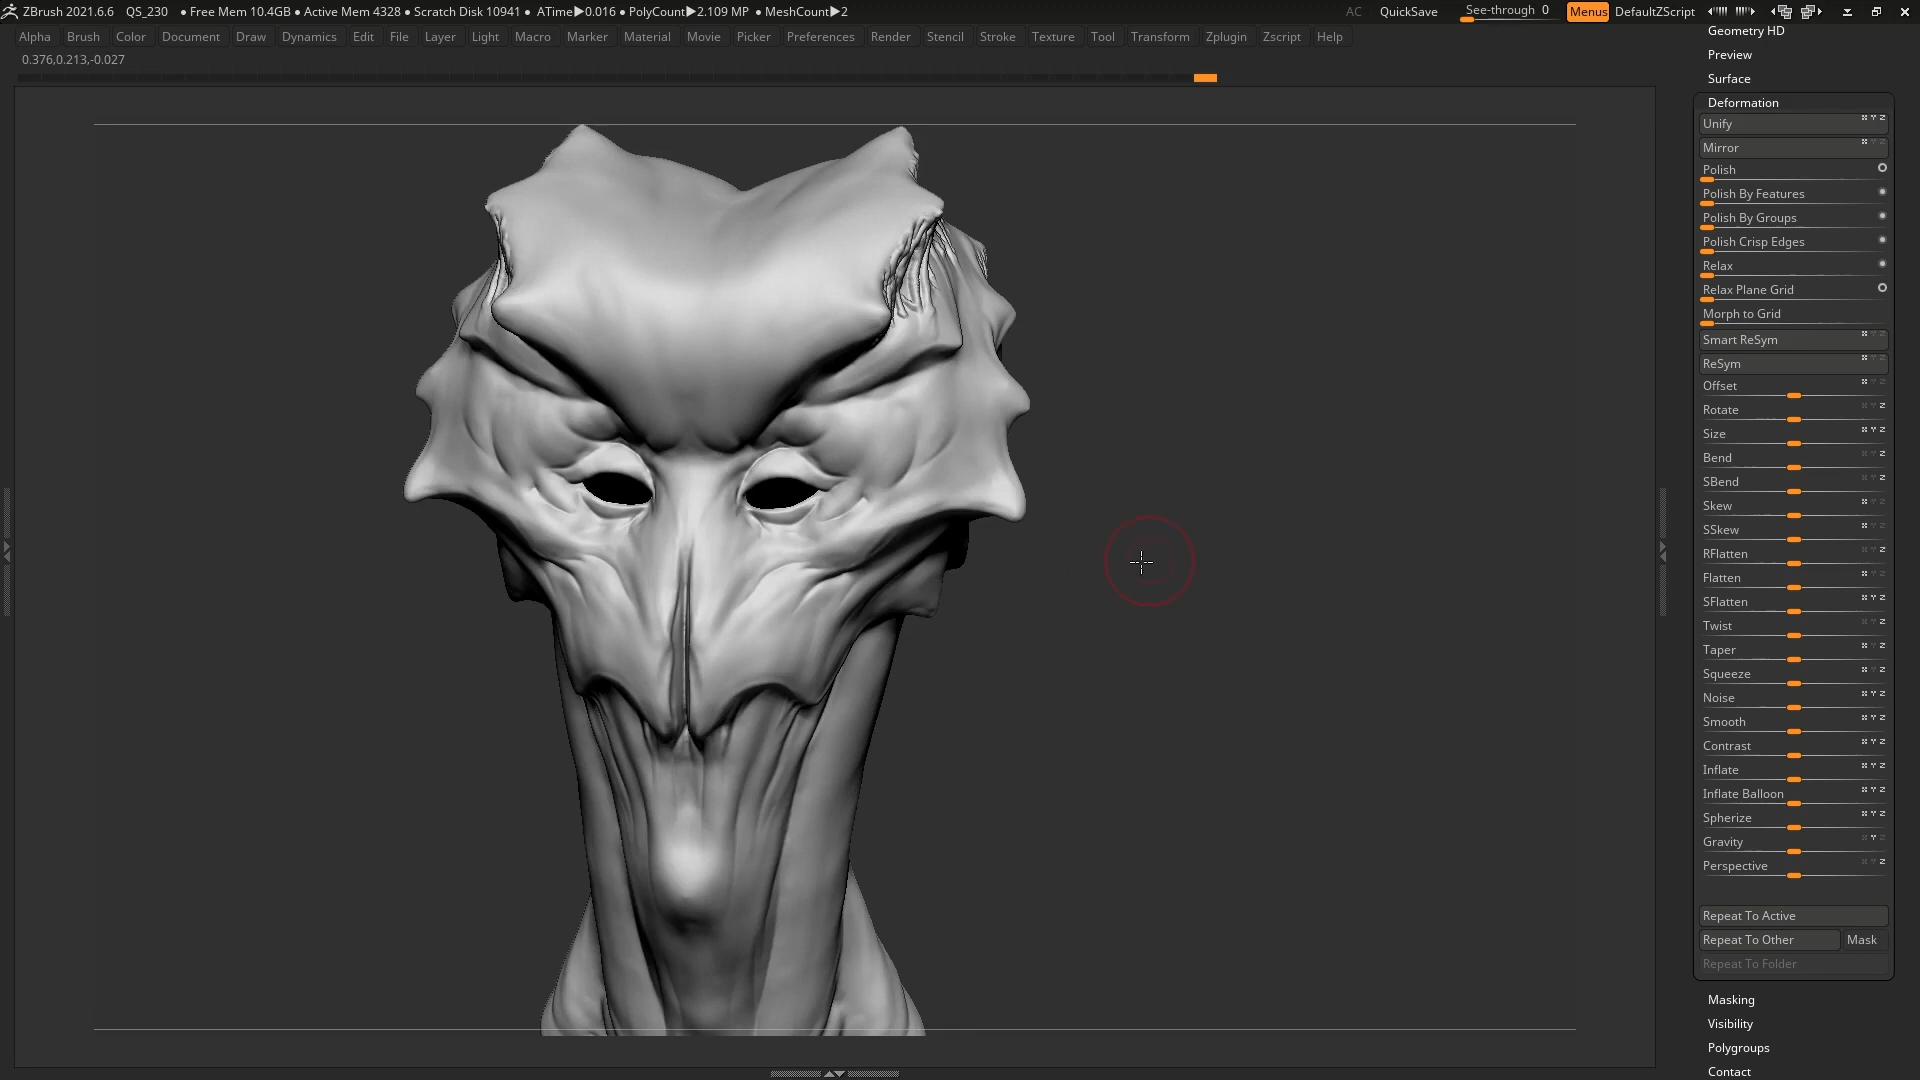 ZBrush 2021.6.6 QS_230 • Free Mem 10.4GB • Active Mem 4328 • Scratch Disk 10941 • ATime▶0.016 • PolyCount▶2.109 MP • MeshCount▶2 AC QuickSave See-through 0 Menus DefaultZScript
Alpha Brush Color Document Draw Dynamics Edit File Layer Light Macro Marker Material Movie Picker Preferences Render Stencil Stroke Texture Tool Transform Zplugin Zscript Help
0.376,0.213,-0.027
Geometry HD
Preview
Surface
Deformation
Unify
Mirror
Polish
Polish By Features
Polish By Groups
Polish Crisp Edges
Relax
Relax Plane Grid
Morph to Grid
Smart ReSym
ReSym
Offset
Rotate
Size
Bend
SBend
Skew
SSkew
RFlatten
Flatten
SFlatten
Twist
Taper
Squeeze
Noise
Smooth
Contrast
Inflate
Inflate Balloon
Spherize
Gravity
Perspective
Repeat To Active
Repeat To Other Mask
Repeat To Folder
Masking
Visibility
Polygroups
Contact